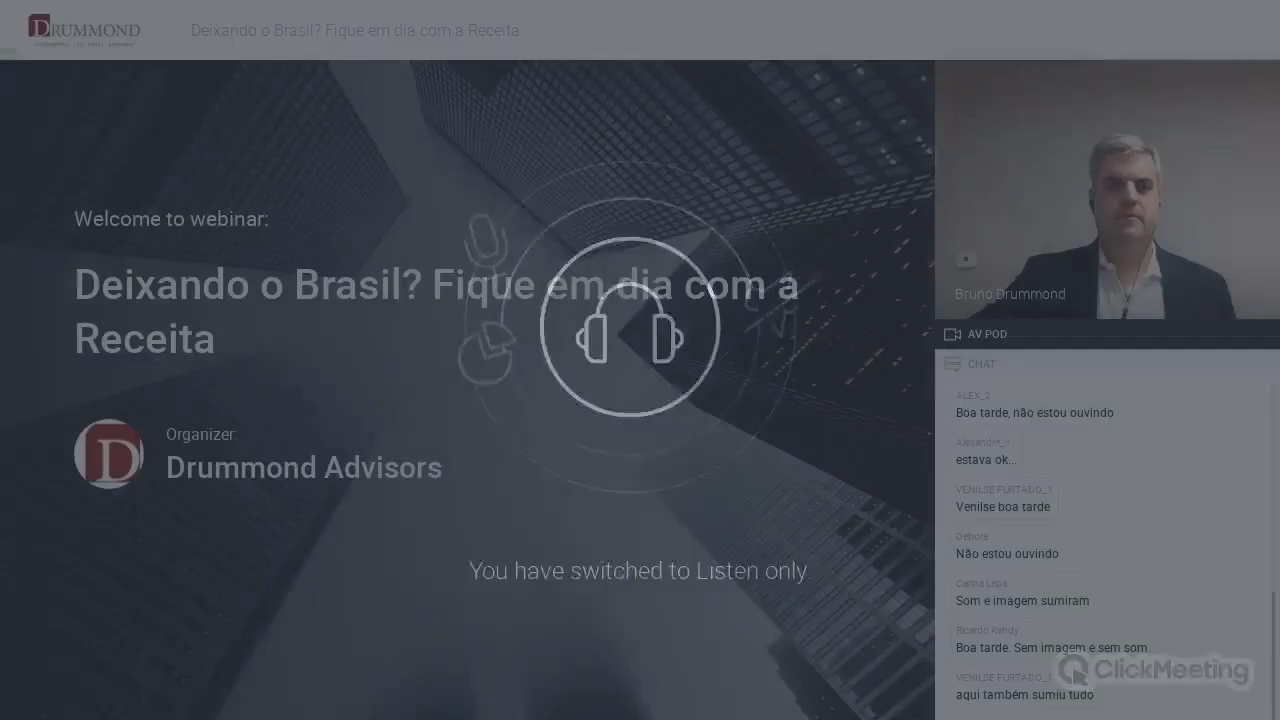 DRUMMOND
Deixando o Brasil? Fique em dia com a Receita
Welcome to webinar:
Deixando o Brasil? Fique em dia com a
Receita
D
Organizer:
Drummond Advisors
You have switched to Listen only.
Bruno Drummond
AV POD
CHAT
ALEX_2
Boa tarde, não estou ouvindo
Alexandre_1
estava ok...
VENILSE FURTADO_1
Venilse boa tarde
Debora
Não estou ouvindo
Carina Lapa
Som e imagem sumiram
Ricardo Kendy
Boa tarde. Sem imagem e sem som.
VENILSE FURTADO_1
aqui também sumiu tudo
ClickMeeting